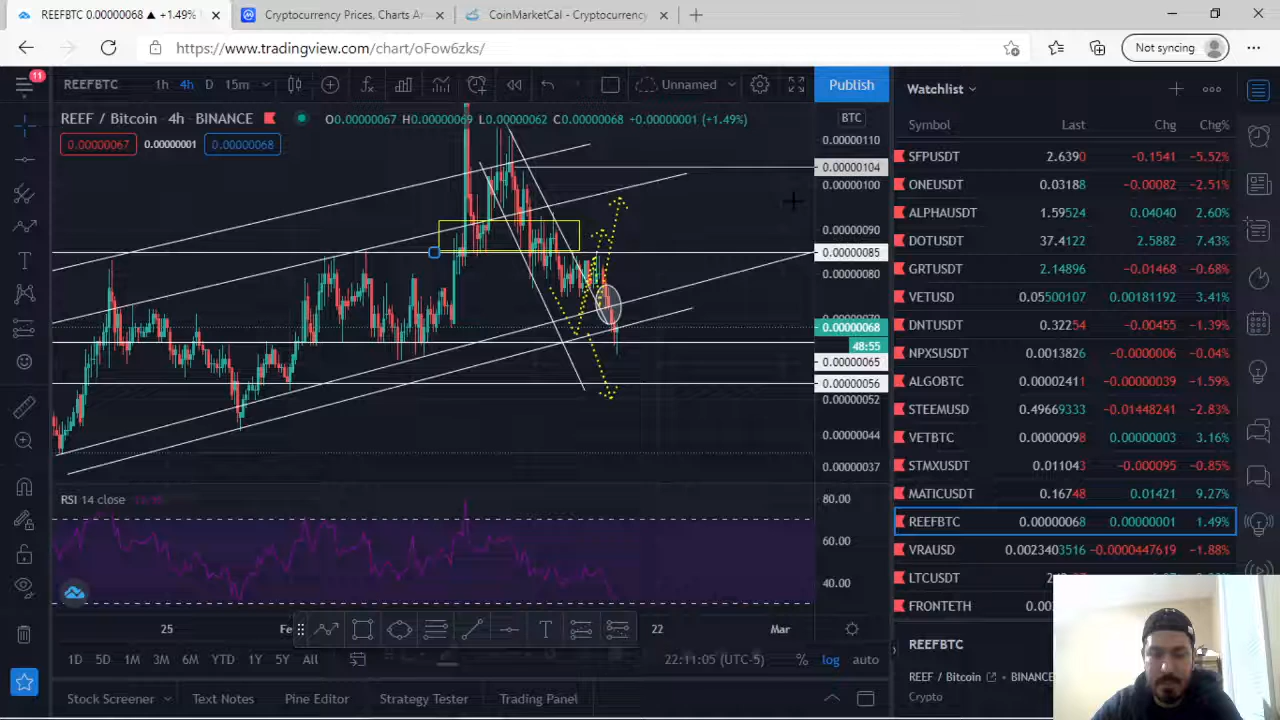 REEFBTC 0.00000068 ▲ +1.49%
Cryptocurrency Prices, Charts Ar
CoinMarketCal - Cryptocurrency
https://www.tradingview.com/chart/oFow6zks/
Not syncing
11
REEFBTC 1h 4h D 15m
Unnamed
Publish
Watchlist
REEF / Bitcoin 4h BINANCE O0.00000067 H0.00000069 L0.00000062 C0.00000068 +0.00000001 (+1.49%)
BTC
0.00000067 0.00000001 0.00000068
Symbol Last Chg Chg%
0.00000110
0.00000104
0.00000100
0.00000090
0.00000085
0.00000080
0.00000068
48:55
0.00000065
0.00000056
0.00000052
0.00000044
0.00000037
SFPUSDT 2.6390 -0.1541 -5.52%
ONEUSDT 0.03188 -0.00082 -2.51%
ALPHAUSDT 1.59524 0.04040 2.60%
DOTUSDT 37.4122 2.5882 7.43%
GRTUSDT 2.14896 -0.01468 -0.68%
VETUSD 0.05500107 0.00181192 3.41%
DNTUSDT 0.32254 -0.00455 -1.39%
NPXSUSDT 0.0013826 -0.0000006 -0.04%
ALGOBTC 0.00002411 -0.00000039 -1.59%
STEEMUSD 0.49669333 -0.01448241 -2.83%
VETBTC 0.00000098 0.00000003 3.16%
STMXUSDT 0.011043 -0.000095 -0.85%
MATICUSDT 0.16748 0.01421 9.27%
REEFBTC 0.00000068 0.00000001 1.49%
VRAUSD 0.0023403516 -0.0000447619 -1.88%
LTCUSDT
FRONTETH
RSI 14 close
80.00
60.00
40.00
25 Fe 22 Mar
1D 5D 1M 3M 6M YTD 1Y 5Y All
22:11:05 (UTC-5) % log auto
Stock Screener Text Notes Pine Editor Strategy Tester Trading Panel
REEFBTC
REEF / Bitcoin • BINANCE
Crypto